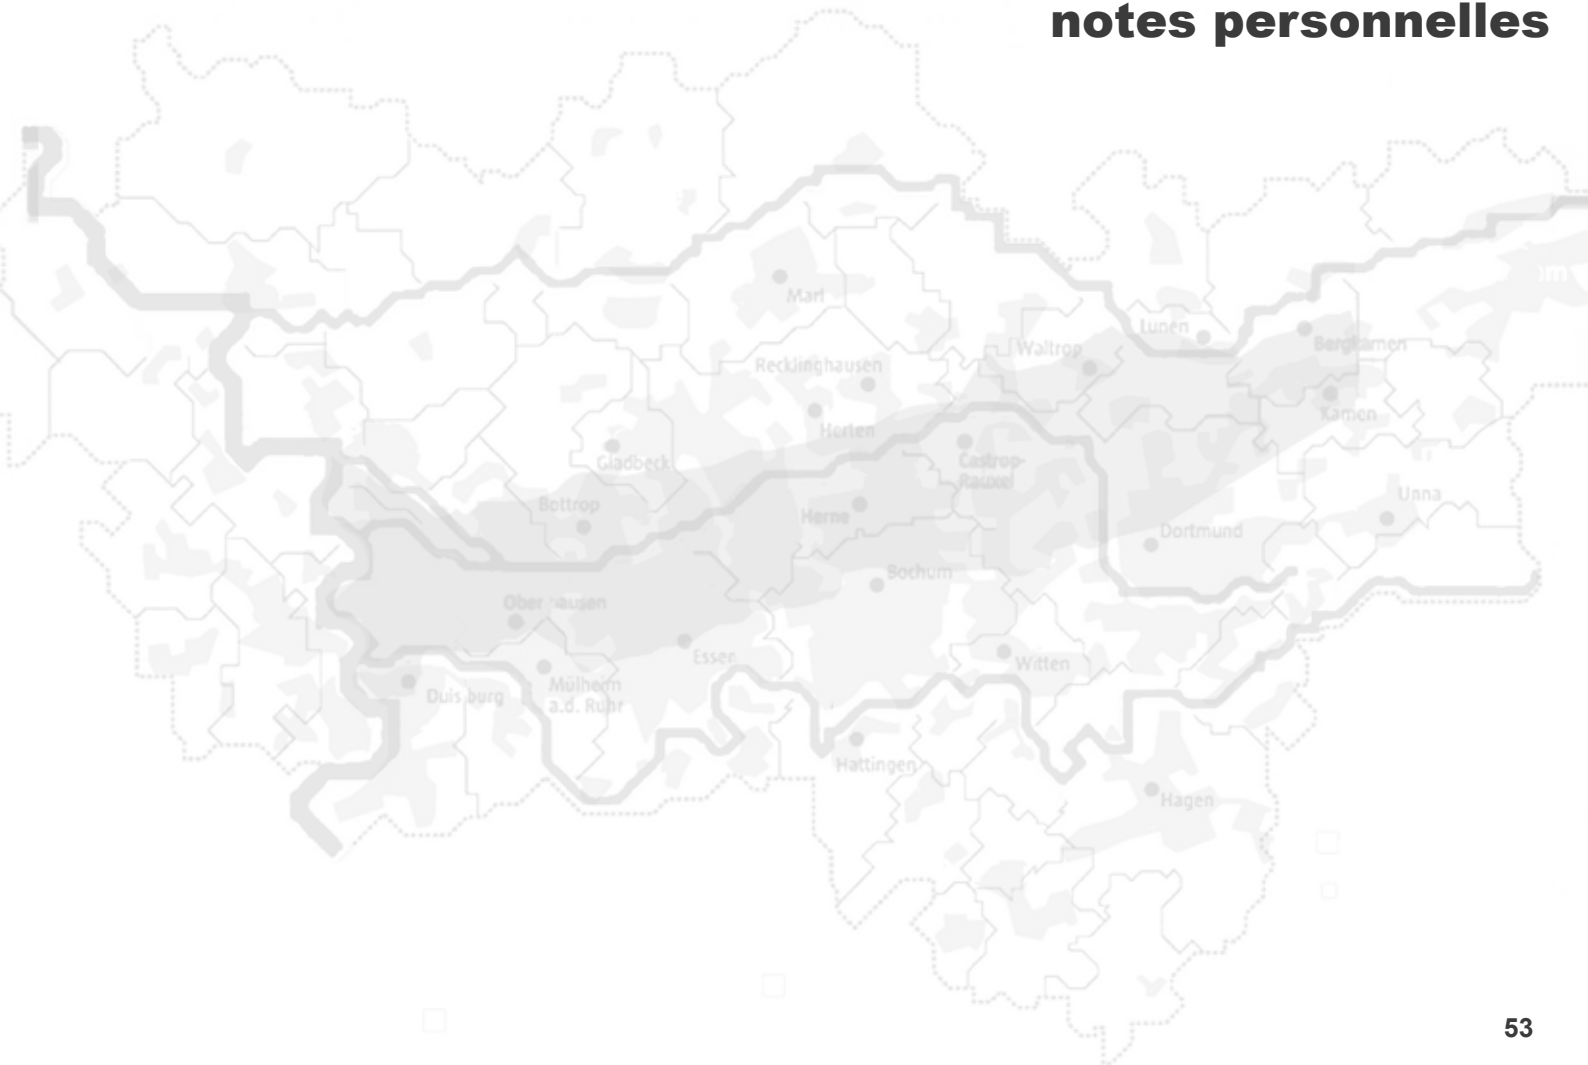 notes personnelles
Marl
Lunen
Bergkamen
Waltrop
Recklinghausen
Kamen
Herten
Castrop-
Rauxel
Gladbeck
Unna
Bottrop
Herne
Dortmund
Bochum
Oberhausen
Essen
Witten
Mülheim
a.d. Ruhr
Duisburg
Hattingen
Hagen
53